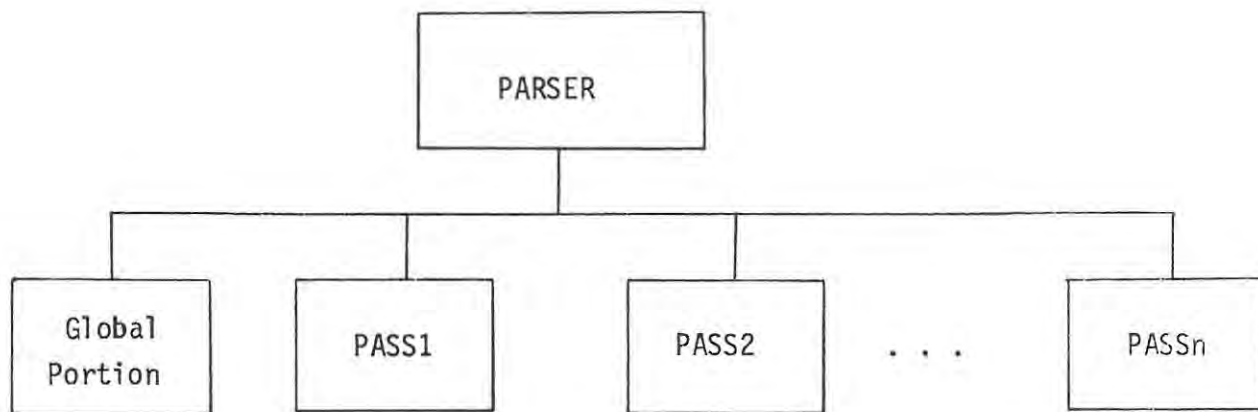 PARSER
Global
Portion
PASS1
PASS2
. . .
PASSn